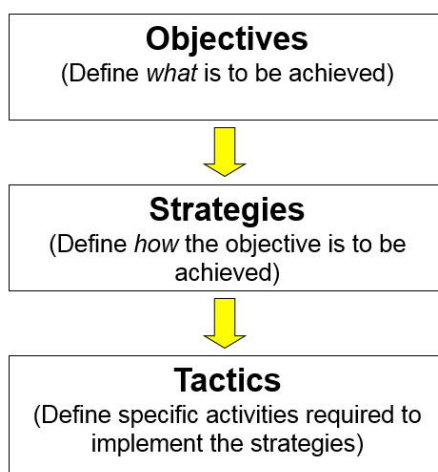 Objectives
(Define what is to be achieved)
Strategies
(Define how the objective is to be
achieved)
Tactics
(Define specific activities required to
implement the strategies)